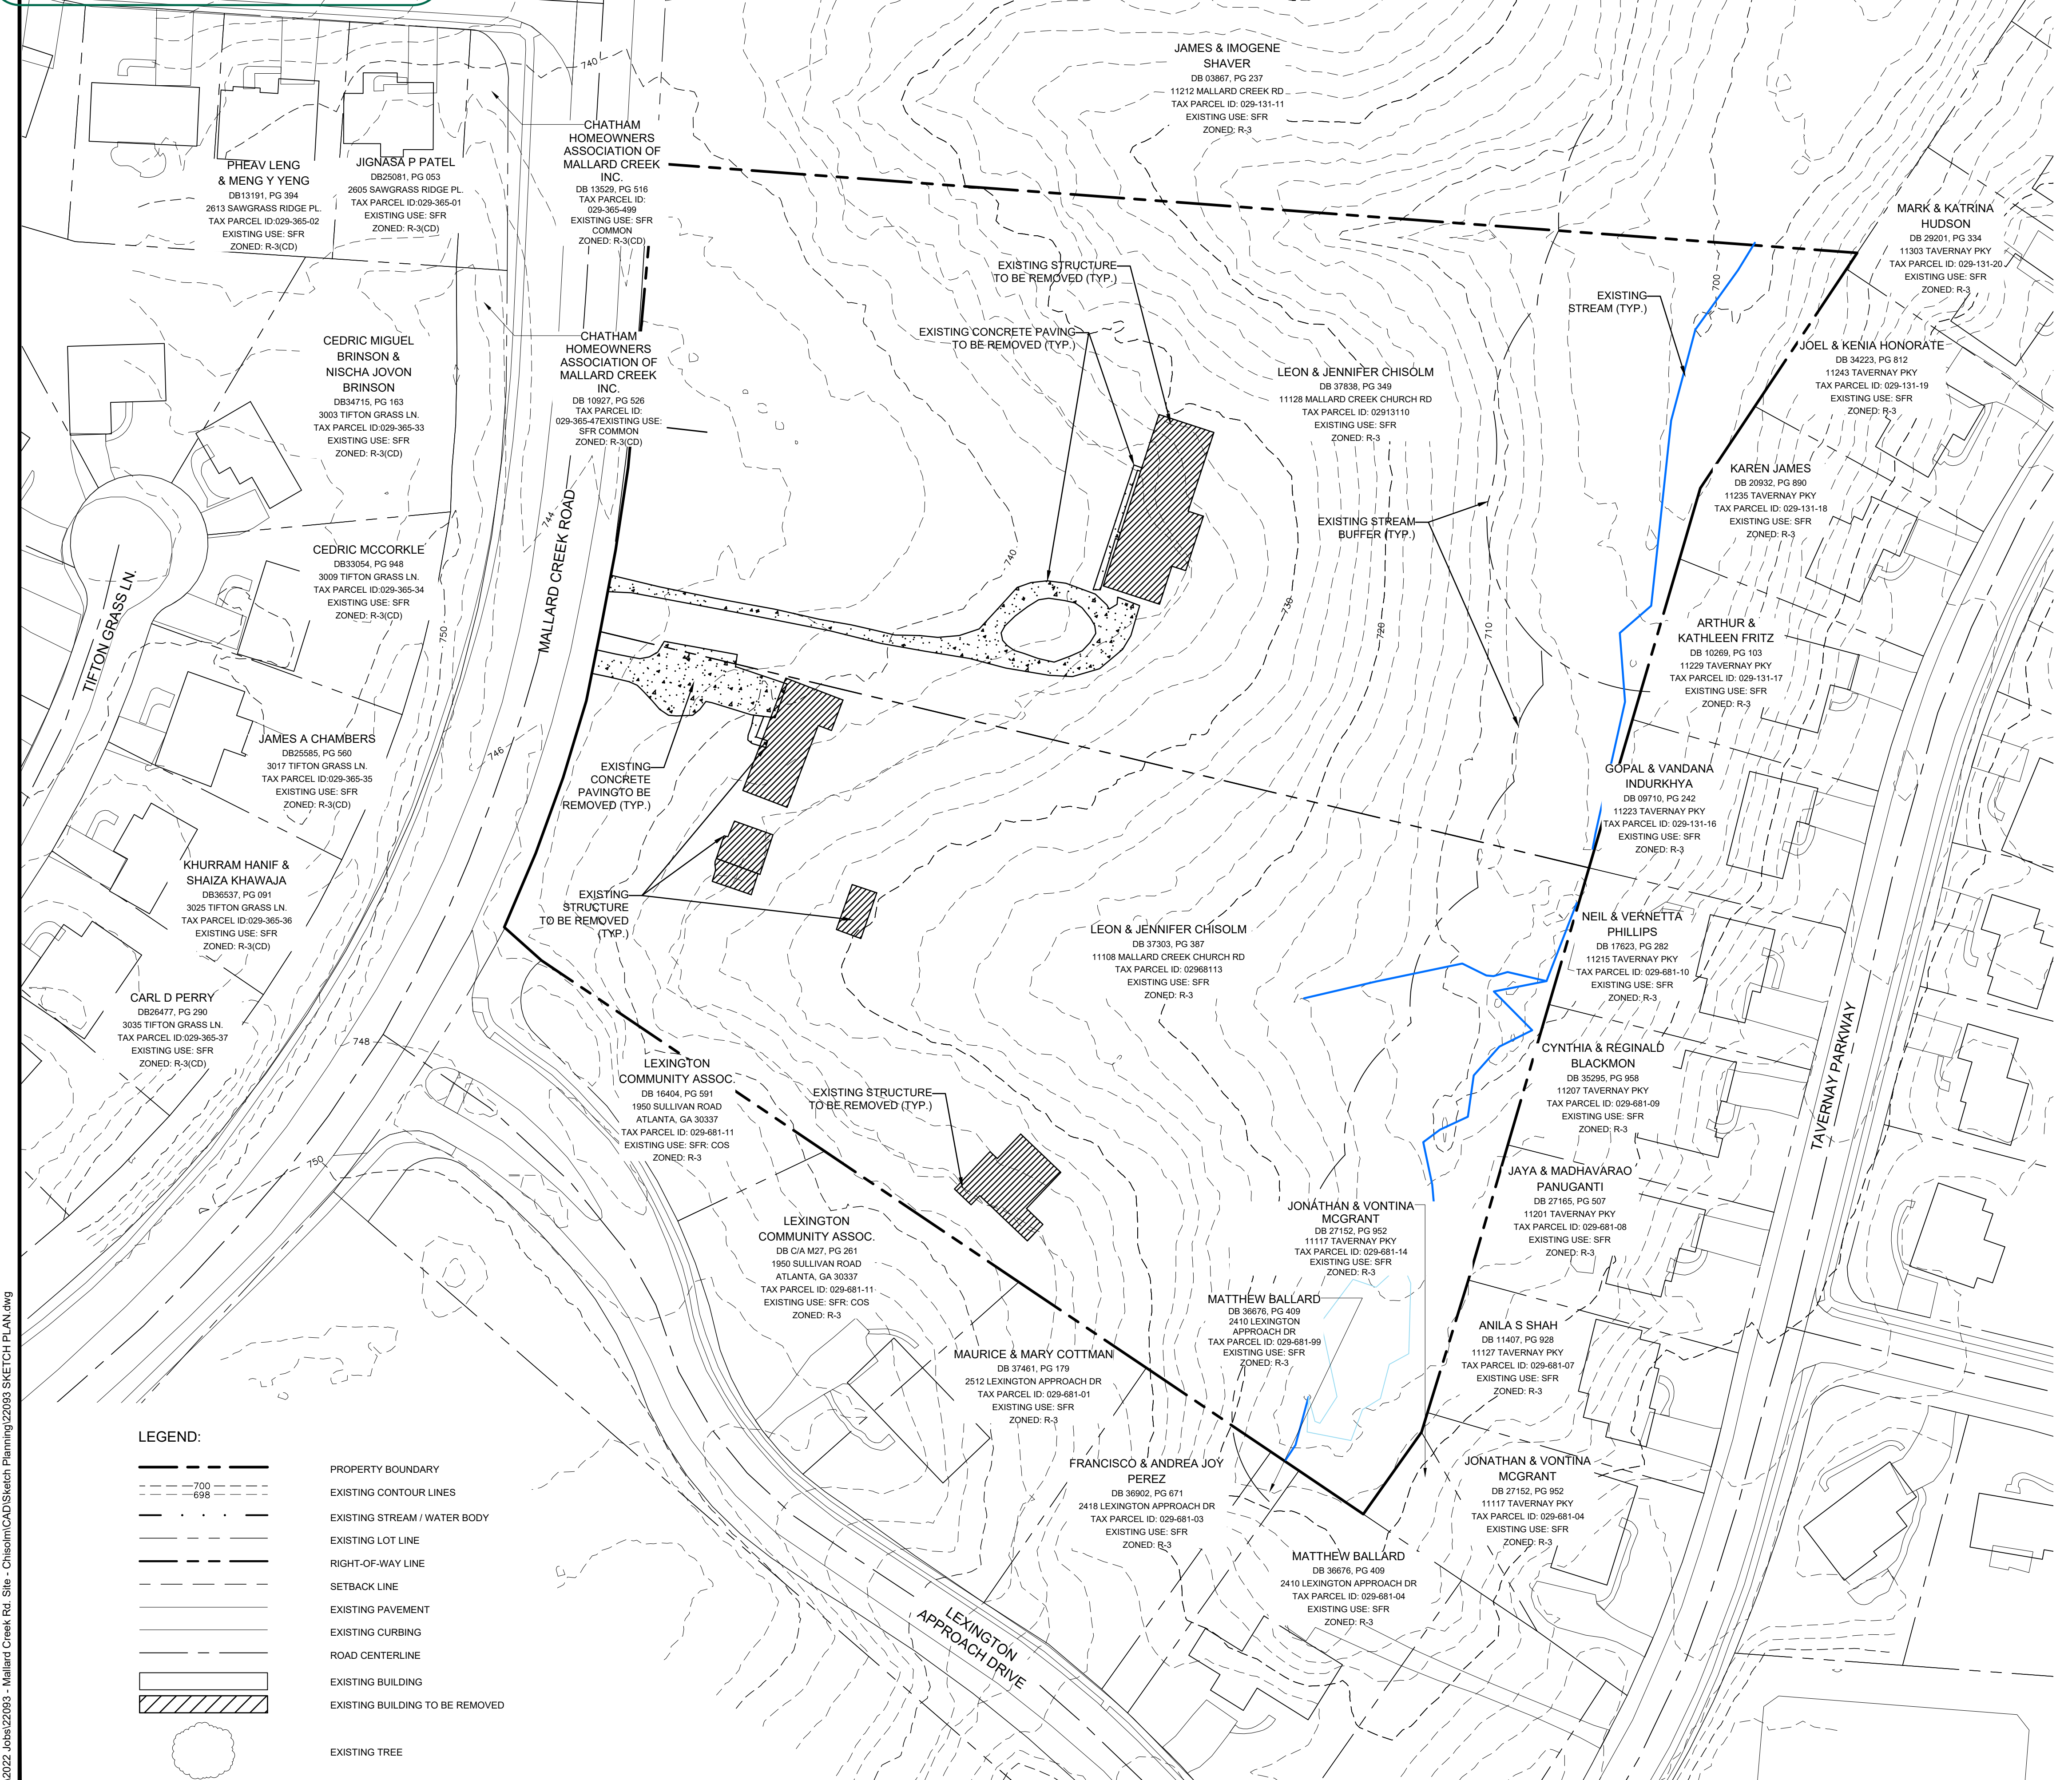 JAMES & IMOGENE
SHAVER
DB 03867, PG 237
11212 MALLARD CREEK RD
TAX PARCEL ID: 029-131-11
EXISTING USE: SFR
ZONED: R-3
740
CHATHAM
HOMEOWNERS
ASSOCIATION OF
MALLARD CREEK
INC.
DB 13529, PG 516
TAX PARCEL ID:
029-365-499
EXISTING USE: SFR
COMMON
ZONED: R-3(CD)
PHEAV LENG
& MENG Y YENG
DB13191, PG 394
2613 SAWGRASS RIDGE PL.
TAX PARCEL ID:029-365-02
EXISTING USE: SFR
ZONED: R-3(CD)
JIGNASA P PATEL
DB25081, PG 053
2605 SAWGRASS RIDGE PL.
TAX PARCEL ID:029-365-01
EXISTING USE: SFR
ZONED: R-3(CD)
MARK & KATRINA
HUDSON
DB 29201, PG 334
11303 TAVERNAY PKY
TAX PARCEL ID: 029-131-20
EXISTING USE: SFR
ZONED: R-3
EXISTING STRUCTURE
TO BE REMOVED (TYP.)
EXISTING
STREAM (TYP.)
700
EXISTING CONCRETE PAVING
TO BE REMOVED (TYP.)
CEDRIC MIGUEL
BRINSON &
NISCHA JOVON
BRINSON
DB34715, PG 163
3003 TIFTON GRASS LN.
TAX PARCEL ID:029-365-33
EXISTING USE: SFR
ZONED: R-3(CD)
CHATHAM
HOMEOWNERS
ASSOCIATION OF
MALLARD CREEK
INC.
DB 10927, PG 526
TAX PARCEL ID:
029-365-47EXISTING USE:
SFR COMMON
ZONED: R-3(CD)
LEON & JENNIFER CHISOLM
DB 37838, PG 349
11128 MALLARD CREEK CHURCH RD
TAX PARCEL ID: 02913110
EXISTING USE: SFR
ZONED: R-3
JOEL & KENIA HONORATE
DB 34223, PG 812
11243 TAVERNAY PKY
TAX PARCEL ID: 029-131-19
EXISTING USE: SFR
ZONED: R-3
KAREN JAMES
DB 20932, PG 890
11235 TAVERNAY PKY
TAX PARCEL ID: 029-131-18
EXISTING USE: SFR
ZONED: R-3
EXISTING STREAM
BUFFER (TYP.)
744
740
730
720
710
750
MALLARD CREEK ROAD
TIFTON GRASS LN.
CEDRIC MCCORKLE
DB33054, PG 948
3009 TIFTON GRASS LN.
TAX PARCEL ID:029-365-34
EXISTING USE: SFR
ZONED: R-3(CD)
ARTHUR &
KATHLEEN FRITZ
DB 10269, PG 103
11229 TAVERNAY PKY
TAX PARCEL ID: 029-131-17
EXISTING USE: SFR
ZONED: R-3
JAMES A CHAMBERS
DB25585, PG 560
3017 TIFTON GRASS LN.
TAX PARCEL ID:029-365-35
EXISTING USE: SFR
ZONED: R-3(CD)
746
EXISTING
CONCRETE
PAVINGTO BE
REMOVED (TYP.)
GOPAL & VANDANA
INDURKHYA
DB 09710, PG 242
11223 TAVERNAY PKY
TAX PARCEL ID: 029-131-16
EXISTING USE: SFR
ZONED: R-3
KHURRAM HANIF &
SHAIZA KHAWAJA
DB36537, PG 091
3025 TIFTON GRASS LN.
TAX PARCEL ID:029-365-36
EXISTING USE: SFR
ZONED: R-3(CD)
EXISTING
STRUCTURE
TO BE REMOVED
(TYP.)
LEON & JENNIFER CHISOLM
DB 37303, PG 387
11108 MALLARD CREEK CHURCH RD
TAX PARCEL ID: 02968113
EXISTING USE: SFR
ZONED: R-3
NEIL & VERNETTA
PHILLIPS
DB 17623, PG 282
11215 TAVERNAY PKY
TAX PARCEL ID: 029-681-10
EXISTING USE: SFR
ZONED: R-3
CARL D PERRY
DB26477, PG 290
3035 TIFTON GRASS LN.
TAX PARCEL ID:029-365-37
EXISTING USE: SFR
ZONED: R-3(CD)
748
750
TAVERNAY PARKWAY
CYNTHIA & REGINALD
BLACKMON
DB 35295, PG 958
11207 TAVERNAY PKY
TAX PARCEL ID: 029-681-09
EXISTING USE: SFR
ZONED: R-3
LEXINGTON
COMMUNITY ASSOC.
DB 16404, PG 591
1950 SULLIVAN ROAD
ATLANTA, GA 30337
TAX PARCEL ID: 029-681-11
EXISTING USE: SFR: COS
ZONED: R-3
EXISTING STRUCTURE
TO BE REMOVED (TYP.)
JAYA & MADHAVARAO
PANUGANTI
DB 27165, PG 507
11201 TAVERNAY PKY
TAX PARCEL ID: 029-681-08
EXISTING USE: SFR
ZONED: R-3
LEXINGTON
COMMUNITY ASSOC.
DB C/A M27, PG 261
1950 SULLIVAN ROAD
ATLANTA, GA 30337
TAX PARCEL ID: 029-681-11
EXISTING USE: SFR: COS
ZONED: R-3
JONATHAN & VONTINA
MCGRANT
DB 27152, PG 952
11117 TAVERNAY PKY
TAX PARCEL ID: 029-681-14
EXISTING USE: SFR
ZONED: R-3
MATTHEW BALLARD
DB 36676, PG 409
2410 LEXINGTON
APPROACH DR
TAX PARCEL ID: 029-681-99
EXISTING USE: SFR
ZONED: R-3
ANILA S SHAH
DB 11407, PG 928
11127 TAVERNAY PKY
TAX PARCEL ID: 029-681-07
EXISTING USE: SFR
ZONED: R-3
MAURICE & MARY COTTMAN
DB 37461, PG 179
2512 LEXINGTON APPROACH DR
TAX PARCEL ID: 029-681-01
EXISTING USE: SFR
ZONED: R-3
FRANCISCO & ANDREA JOY
PEREZ
DB 36902, PG 671
2418 LEXINGTON APPROACH DR
TAX PARCEL ID: 029-681-03
EXISTING USE: SFR
ZONED: R-3
JONATHAN & VONTINA
MCGRANT
DB 27152, PG 952
11117 TAVERNAY PKY
TAX PARCEL ID: 029-681-04
EXISTING USE: SFR
ZONED: R-3
MATTHEW BALLARD
DB 36676, PG 409
2410 LEXINGTON APPROACH DR
TAX PARCEL ID: 029-681-04
EXISTING USE: SFR
ZONED: R-3
LEXINGTON
APPROACH DRIVE
LEGEND:
PROPERTY BOUNDARY
700
698
EXISTING CONTOUR LINES
EXISTING STREAM / WATER BODY
EXISTING LOT LINE
RIGHT-OF-WAY LINE
SETBACK LINE
EXISTING PAVEMENT
EXISTING CURBING
ROAD CENTERLINE
EXISTING BUILDING
EXISTING BUILDING TO BE REMOVED
EXISTING TREE
\2022 Jobs\22093 - Mallard Creek Rd. Site - Chisolm\CAD\Sketch Planning\22093 SKETCH PLAN.dwg